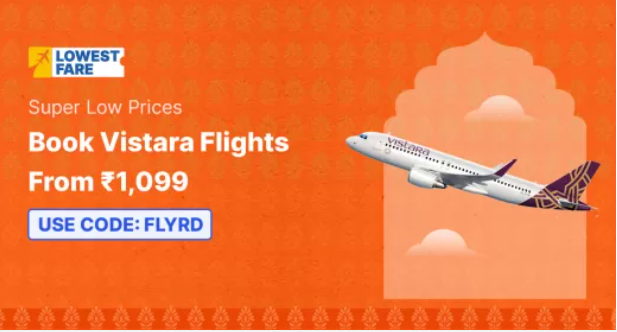 LOWEST
FARE
Super Low Prices
Book Vistara Flights
From ₹1,099
USE CODE: FLYRD
vistara